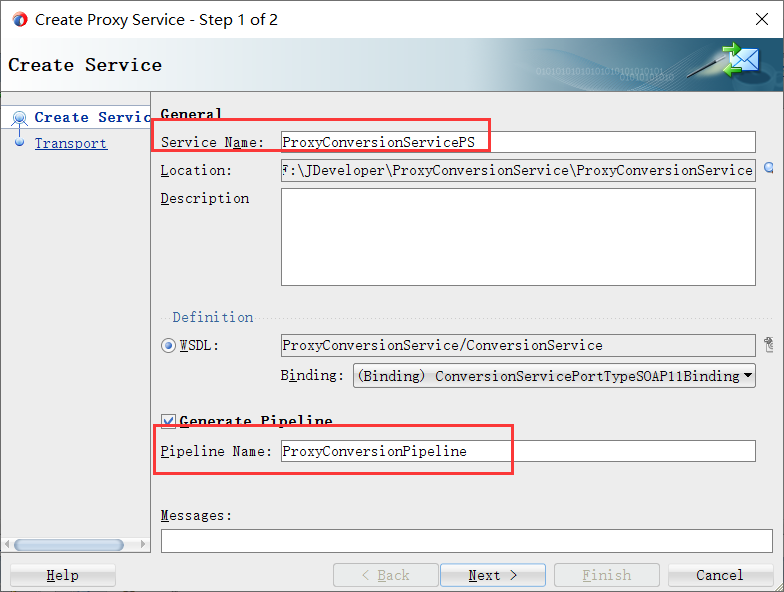 Create Proxy Service - Step 1 of 2
Create Service
Create Servic
Transport
General
Service Name: ProxyConversionServicePS
Location: F:\JDeveloper\ProxyConversionService\ProxyConversionService
Description
Definition
WSDL: ProxyConversionService/ConversionService
Binding: (Binding) ConversionServicePortTypeSOAP11Binding
Generate Pipeline
Pipeline Name: ProxyConversionPipeline
Messages:
Help < Back Next > Finish Cancel